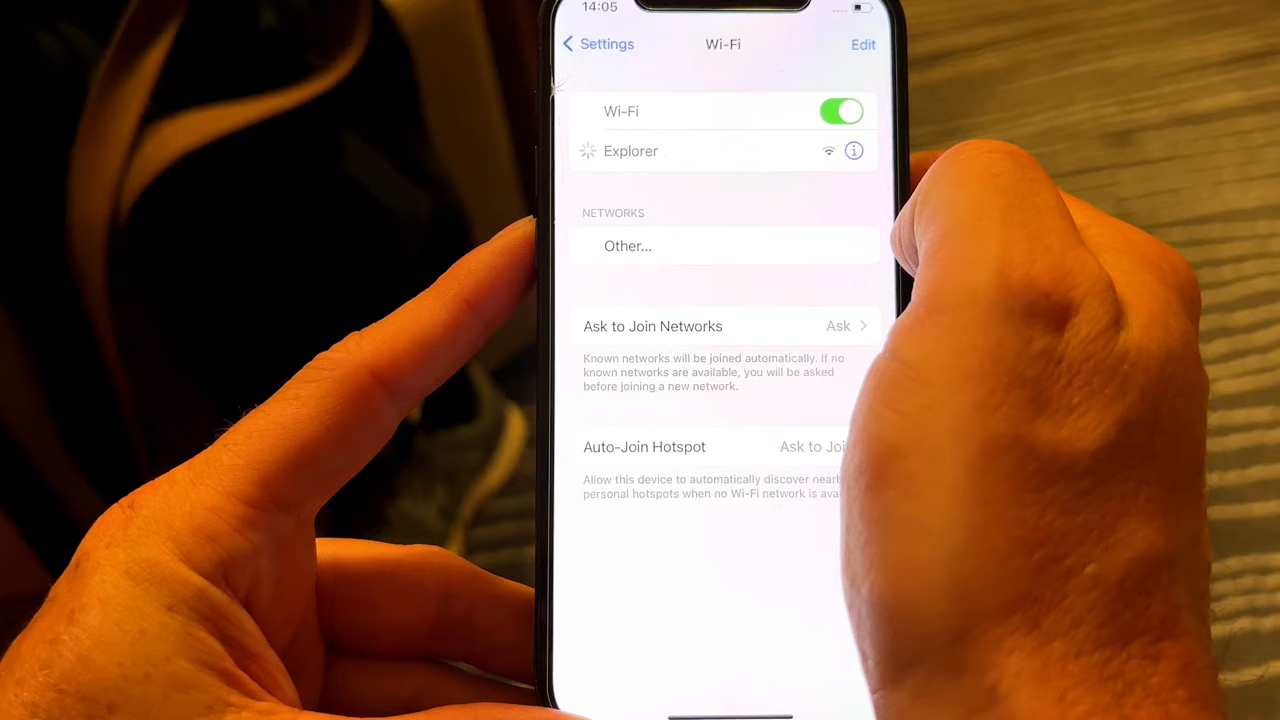 14:05
Settings Wi-Fi Edit
Wi-Fi
Explorer
NETWORKS
Other...
Ask to Join Networks Ask
Known networks will be joined automatically. If no
known networks are available, you will be asked
before joining a new network.
Auto-Join Hotspot Ask to
Allow this device to automatically discover
personal hotspots when no Wi-Fi network is